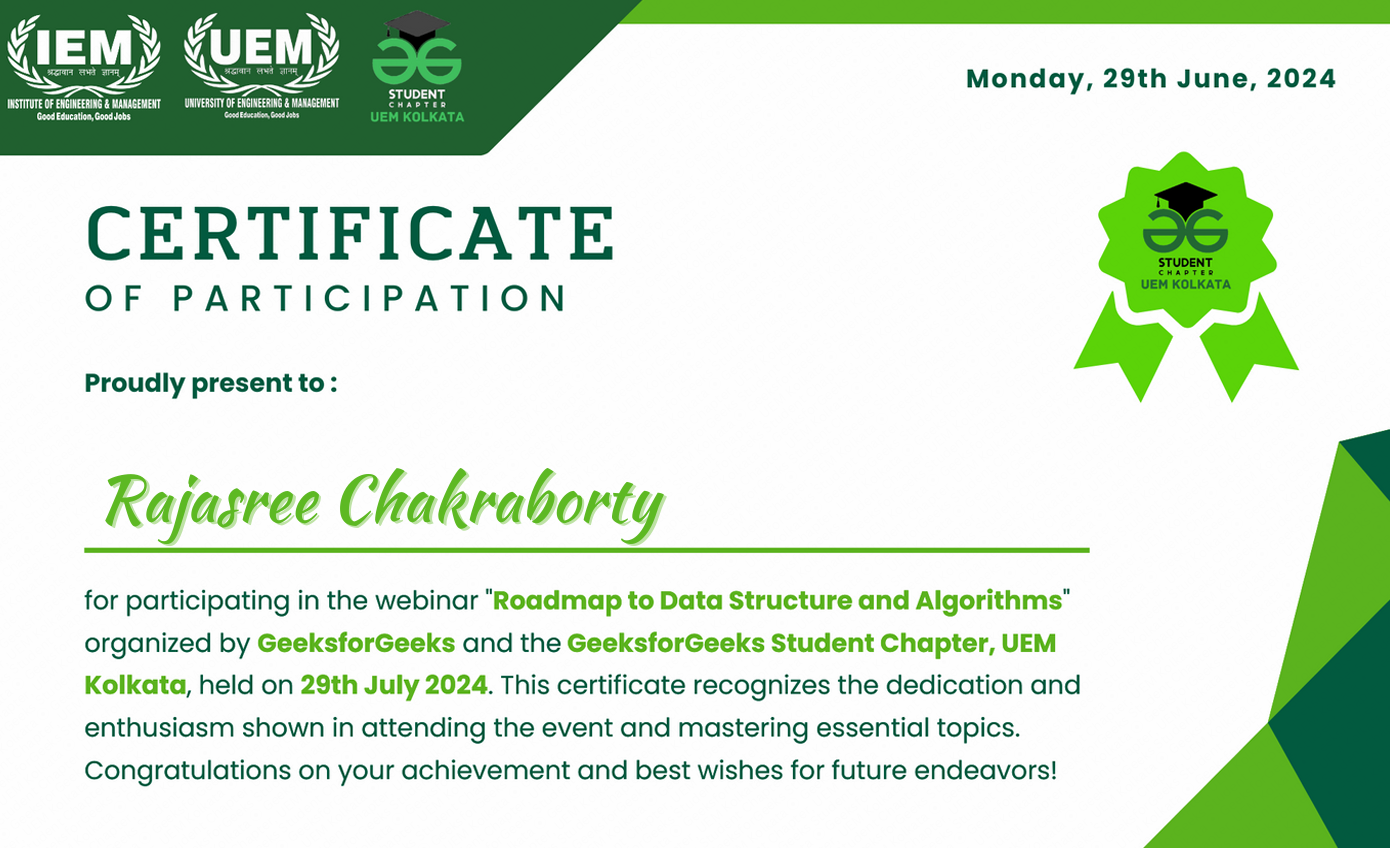 IEM
श्रद्धावान लभते ज्ञानम्
INSTITUTE OF ENGINEERING & MANAGEMENT
Good Education, Good Jobs
UEM
श्रद्धावान लभते ज्ञानम्
UNIVERSITY OF ENGINEERING & MANAGEMENT
Good Education, Good Jobs
STUDENT
CHAPTER
UEM KOLKATA
Monday, 29th June, 2024
STUDENT
CHAPTER
UEM KOLKATA
CERTIFICATE
OF PARTICIPATION
Proudly present to :
Rajasree Chakraborty
for participating in the webinar "Roadmap to Data Structure and Algorithms"
organized by GeeksforGeeks and the GeeksforGeeks Student Chapter, UEM
Kolkata, held on 29th July 2024. This certificate recognizes the dedication and
enthusiasm shown in attending the event and mastering essential topics.
Congratulations on your achievement and best wishes for future endeavors!